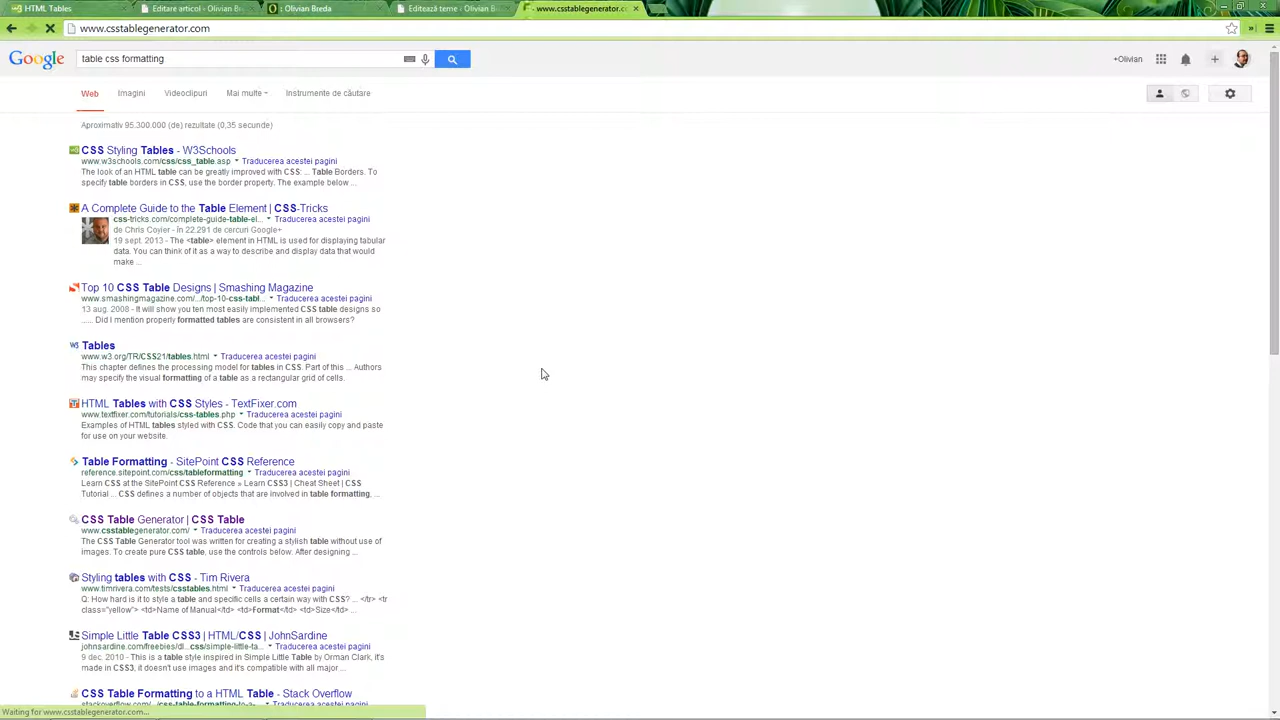 HTML Tables
Editare articol ‹ Olivian Bre
: Olivian Breda
Editează teme ‹ Olivian B
www.csstablegenerator.co
www.csstablegenerator.com
Google
table css formatting
+Olivian
Web
Imagini
Videoclipuri
Mai multe
Instrumente de căutare
Aproximativ 95.300.000 (de) rezultate (0,35 secunde)
CSS Styling Tables - W3Schools
www.w3schools.com/css/css_table.asp Traducerea acestei pagini
The look of an HTML table can be greatly improved with CSS: ... Table Borders. To
specify table borders in CSS, use the border property. The example below ...
A Complete Guide to the Table Element | CSS-Tricks
css-tricks.com/complete-guide-table-el... Traducerea acestei pagini
de Chris Coyier - în 22.291 de cercuri Google+
19 sept. 2013 - The <table> element in HTML is used for displaying tabular
data. You can think of it as a way to describe and display data that would
make ...
Top 10 CSS Table Designs | Smashing Magazine
www.smashingmagazine.com/.../top-10-css-tabl... Traducerea acestei pagini
13 aug. 2008 - It will show you ten most easily implemented CSS table designs so
..... Did I mention properly formatted tables are consistent in all browsers?
Tables
www.w3.org/TR/CSS21/tables.html Traducerea acestei pagini
This chapter defines the processing model for tables in CSS. Part of this ... Authors
may specify the visual formatting of a table as a rectangular grid of cells.
HTML Tables with CSS Styles - TextFixer.com
www.textfixer.com/tutorials/css-tables.php Traducerea acestei pagini
Examples of HTML tables styled with CSS. Code that you can easily copy and paste
for use on your website.
Table Formatting - SitePoint CSS Reference
reference.sitepoint.com/css/tableformatting Traducerea acestei pagini
Learn CSS at the SitePoint CSS Reference » Learn CSS3 | Cheat Sheet | CSS
Tutorial ... CSS defines a number of objects that are involved in table formatting. ...
CSS Table Generator | CSS Table
www.csstablegenerator.com/ Traducerea acestei pagini
The CSS Table Generator tool was written for creating a stylish table without use of
images. To create pure CSS table, use the controls below. After designing ...
Styling tables with CSS - Tim Rivera
www.timrivera.com/tests/csstables.html Traducerea acestei pagini
Q: How hard is it to style a table and specific cells a certain way with CSS? ... </tr> <tr
class="yellow"> <td>Name of Manual</td> <td>Format</td> <td>Size</td>
...
Simple Little Table CSS3 | HTML/CSS | JohnSardine
johnsardine.com/freebies/dl...css/simple-little-ta... Traducerea acestei pagini
9 dec. 2010 - This is a table style inspired in Simple Little Table by Orman Clark, it's
made in CSS3, it doesn't use images and it's compatible with all major ...
CSS Table Formatting to a HTML Table - Stack Overflow
stackoverflow.com/.../css-table-formatting-to-a-... Traducerea acestei pagini
Waiting for www.csstablegenerator.com...